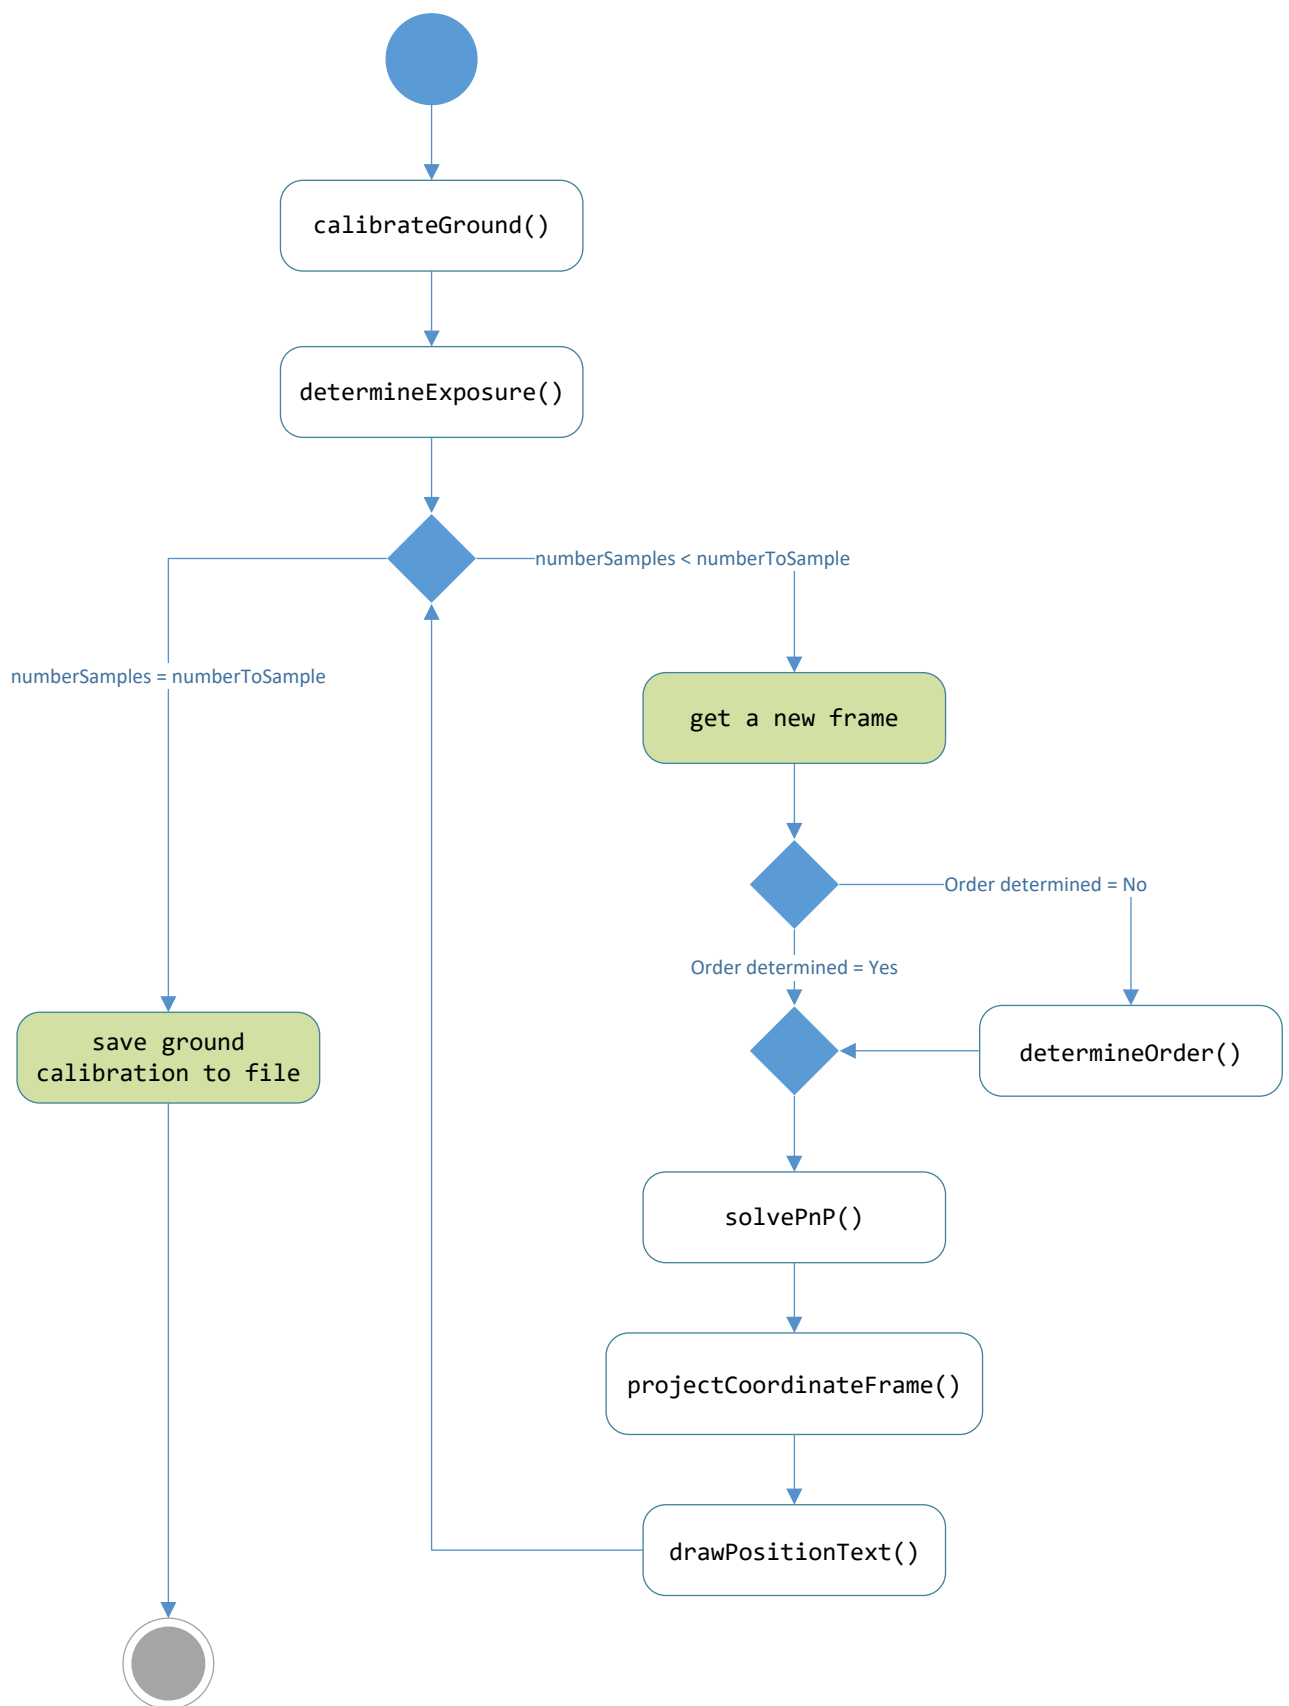 calibrateGround()
determineExposure()
numberSamples < numberToSample
numberSamples = numberToSample
get a new frame
Order determined = No
Order determined = Yes
save ground
calibration to file
determineOrder()
solvePnP()
projectCoordinateFrame()
drawPositionText()